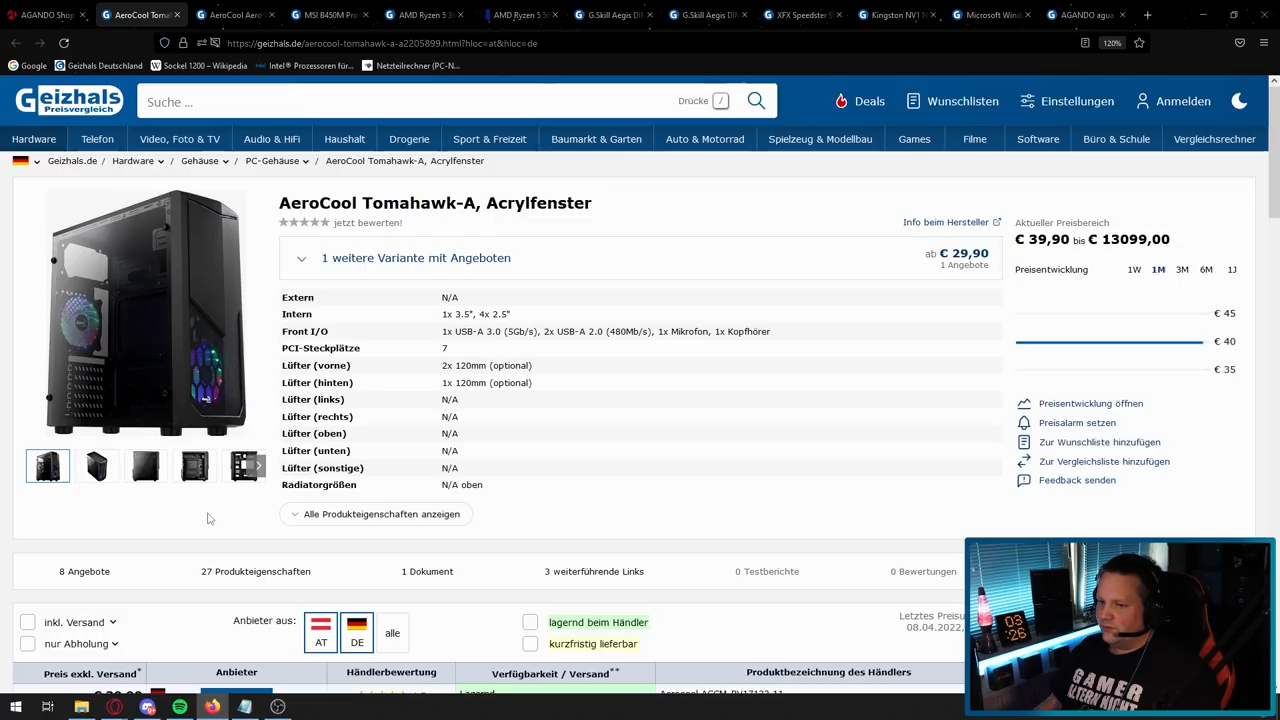 AGANDO Shop
AeroCool Toma
AeroCool Aero V
MSI B450M Pro
AMD Ryzen 5 3
AMD Ryzen 5 5
G.Skill Aegis DI
G.Skill Aegis DI
XFX Speedster S
Kingston NV1 N
Microsoft Wind
AGANDO agua
https://geizhals.de/aerocool-tomahawk-a-a2205899.html?hloc=at&hloc=de
120%
Google
Geizhals Deutschland
Sockel 1200 – Wikipedia
Intel® Prozessoren für...
Netzteilrechner (PC-N...
Geizhals
Preisvergleich
Suche ...
Drücke /
Deals
Wunschlisten
Einstellungen
Anmelden
Hardware
Telefon
Video, Foto & TV
Audio & HiFi
Haushalt
Drogerie
Sport & Freizeit
Baumarkt & Garten
Auto & Motorrad
Spielzeug & Modellbau
Games
Filme
Software
Büro & Schule
Vergleichsrechner
Geizhals.de / Hardware / Gehäuse / PC-Gehäuse / AeroCool Tomahawk-A, Acrylfenster
AeroCool Tomahawk-A, Acrylfenster
jetzt bewerten!
Info beim Hersteller
1 weitere Variante mit Angeboten
ab € 29,90
1 Angebote
Extern N/A
Intern 1x 3.5", 4x 2.5"
Front I/O 1x USB-A 3.0 (5Gb/s), 2x USB-A 2.0 (480Mb/s), 1x Mikrofon, 1x Kopfhörer
PCI-Steckplätze 7
Lüfter (vorne) 2x 120mm (optional)
Lüfter (hinten) 1x 120mm (optional)
Lüfter (links) N/A
Lüfter (rechts) N/A
Lüfter (oben) N/A
Lüfter (unten) N/A
Lüfter (sonstige) N/A
Radiatorgrößen N/A oben
Alle Produkteigenschaften anzeigen
Aktueller Preisbereich
€ 39,90 bis € 13099,00
Preisentwicklung 1W 1M 3M 6M 1J
€ 45
€ 40
€ 35
Preisentwicklung öffnen
Preisalarm setzen
Zur Wunschliste hinzufügen
Zur Vergleichsliste hinzufügen
Feedback senden
8 Angebote
27 Produkteigenschaften
1 Dokument
3 weiterführende Links
0 Testberichte
0 Bewertungen
inkl. Versand
nur Abholung
Anbieter aus:
AT
DE
alle
lagernd beim Händler
kurzfristig lieferbar
Letztes Preisu
08.04.2022,
Preis exkl. Versand*
Anbieter
Händlerbewertung
Verfügbarkeit / Versand**
Produktbezeichnung des Händlers
Lagernd
03
26
GAMER
ALTERN NICHT